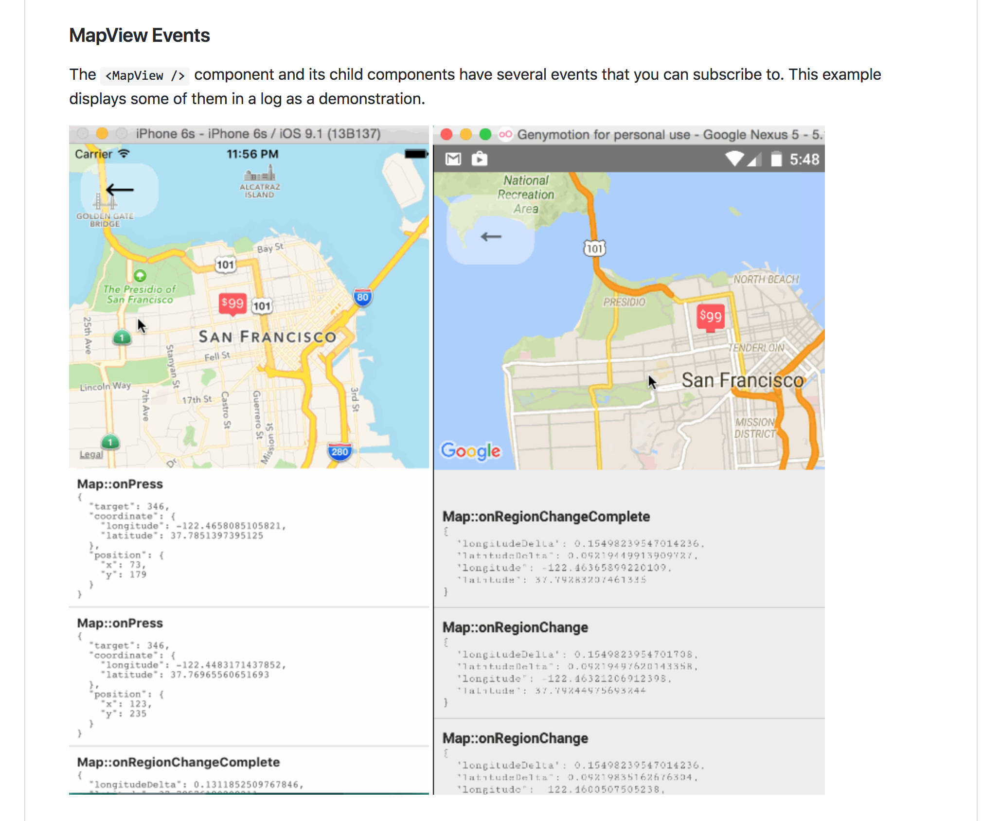 MapView Events
The <MapView /> component and its child components have several events that you can subscribe to. This example
displays some of them in a log as a demonstration.
iPhone 6s - iPhone 6s / iOS 9.1 (13B137)
Carrier
11:56 PM
ALCATRAZ
ISLAND
GOLDEN GATE
BRIDGE
Bay St
101
The Presidio of
San Francisco
$99
101
80
25th Ave
1
SAN FRANCISCO
Stanyan St
Fell St
Lincoln Way
7th Ave
17th St
Castro St
Guerrero St
Mission St
3rd St
1
Legal
Dr
280
Map::onPress
{
"target": 346,
"coordinate": {
"longitude": -122.4658085105821,
"latitude": 37.7851397395125
},
"position": {
"x": 73,
"y": 179
}
}
Map::onPress
{
"target": 346,
"coordinate": {
"longitude": -122.4483171437852,
"latitude": 37.76965560651693
},
"position": {
"x": 123,
"y": 235
}
}
Map::onRegionChangeComplete
{
"longitudeDelta": 0.1311852509767846,
Genymotion for personal use - Google Nexus 5 - 5.
5:48
National
Recreation
Area
101
NORTH BEACH
PRESIDIO
$99
TENDERLOIN
San Francisco
MISSION
DISTRICT
Google
Map::onRegionChangeComplete
{
"longitudeDelta": 0.15498239547014236,
"latitudeDelta": 0.09219449913909727,
"longitude": -122.46365899220109,
"latitude": 37.79283207461335
}
Map::onRegionChange
{
"longitudeDelta": 0.1549823954701708,
"latitudeDelta": 0.09219497620143358,
"longitude": -122.46321206912398,
"latitude": 37.79244975693244
}
Map::onRegionChange
{
"longitudeDelta": 0.15498239547014236,
"latitudeDelta": 0.09219835162676304,
"longitude": 122.4600507505238,